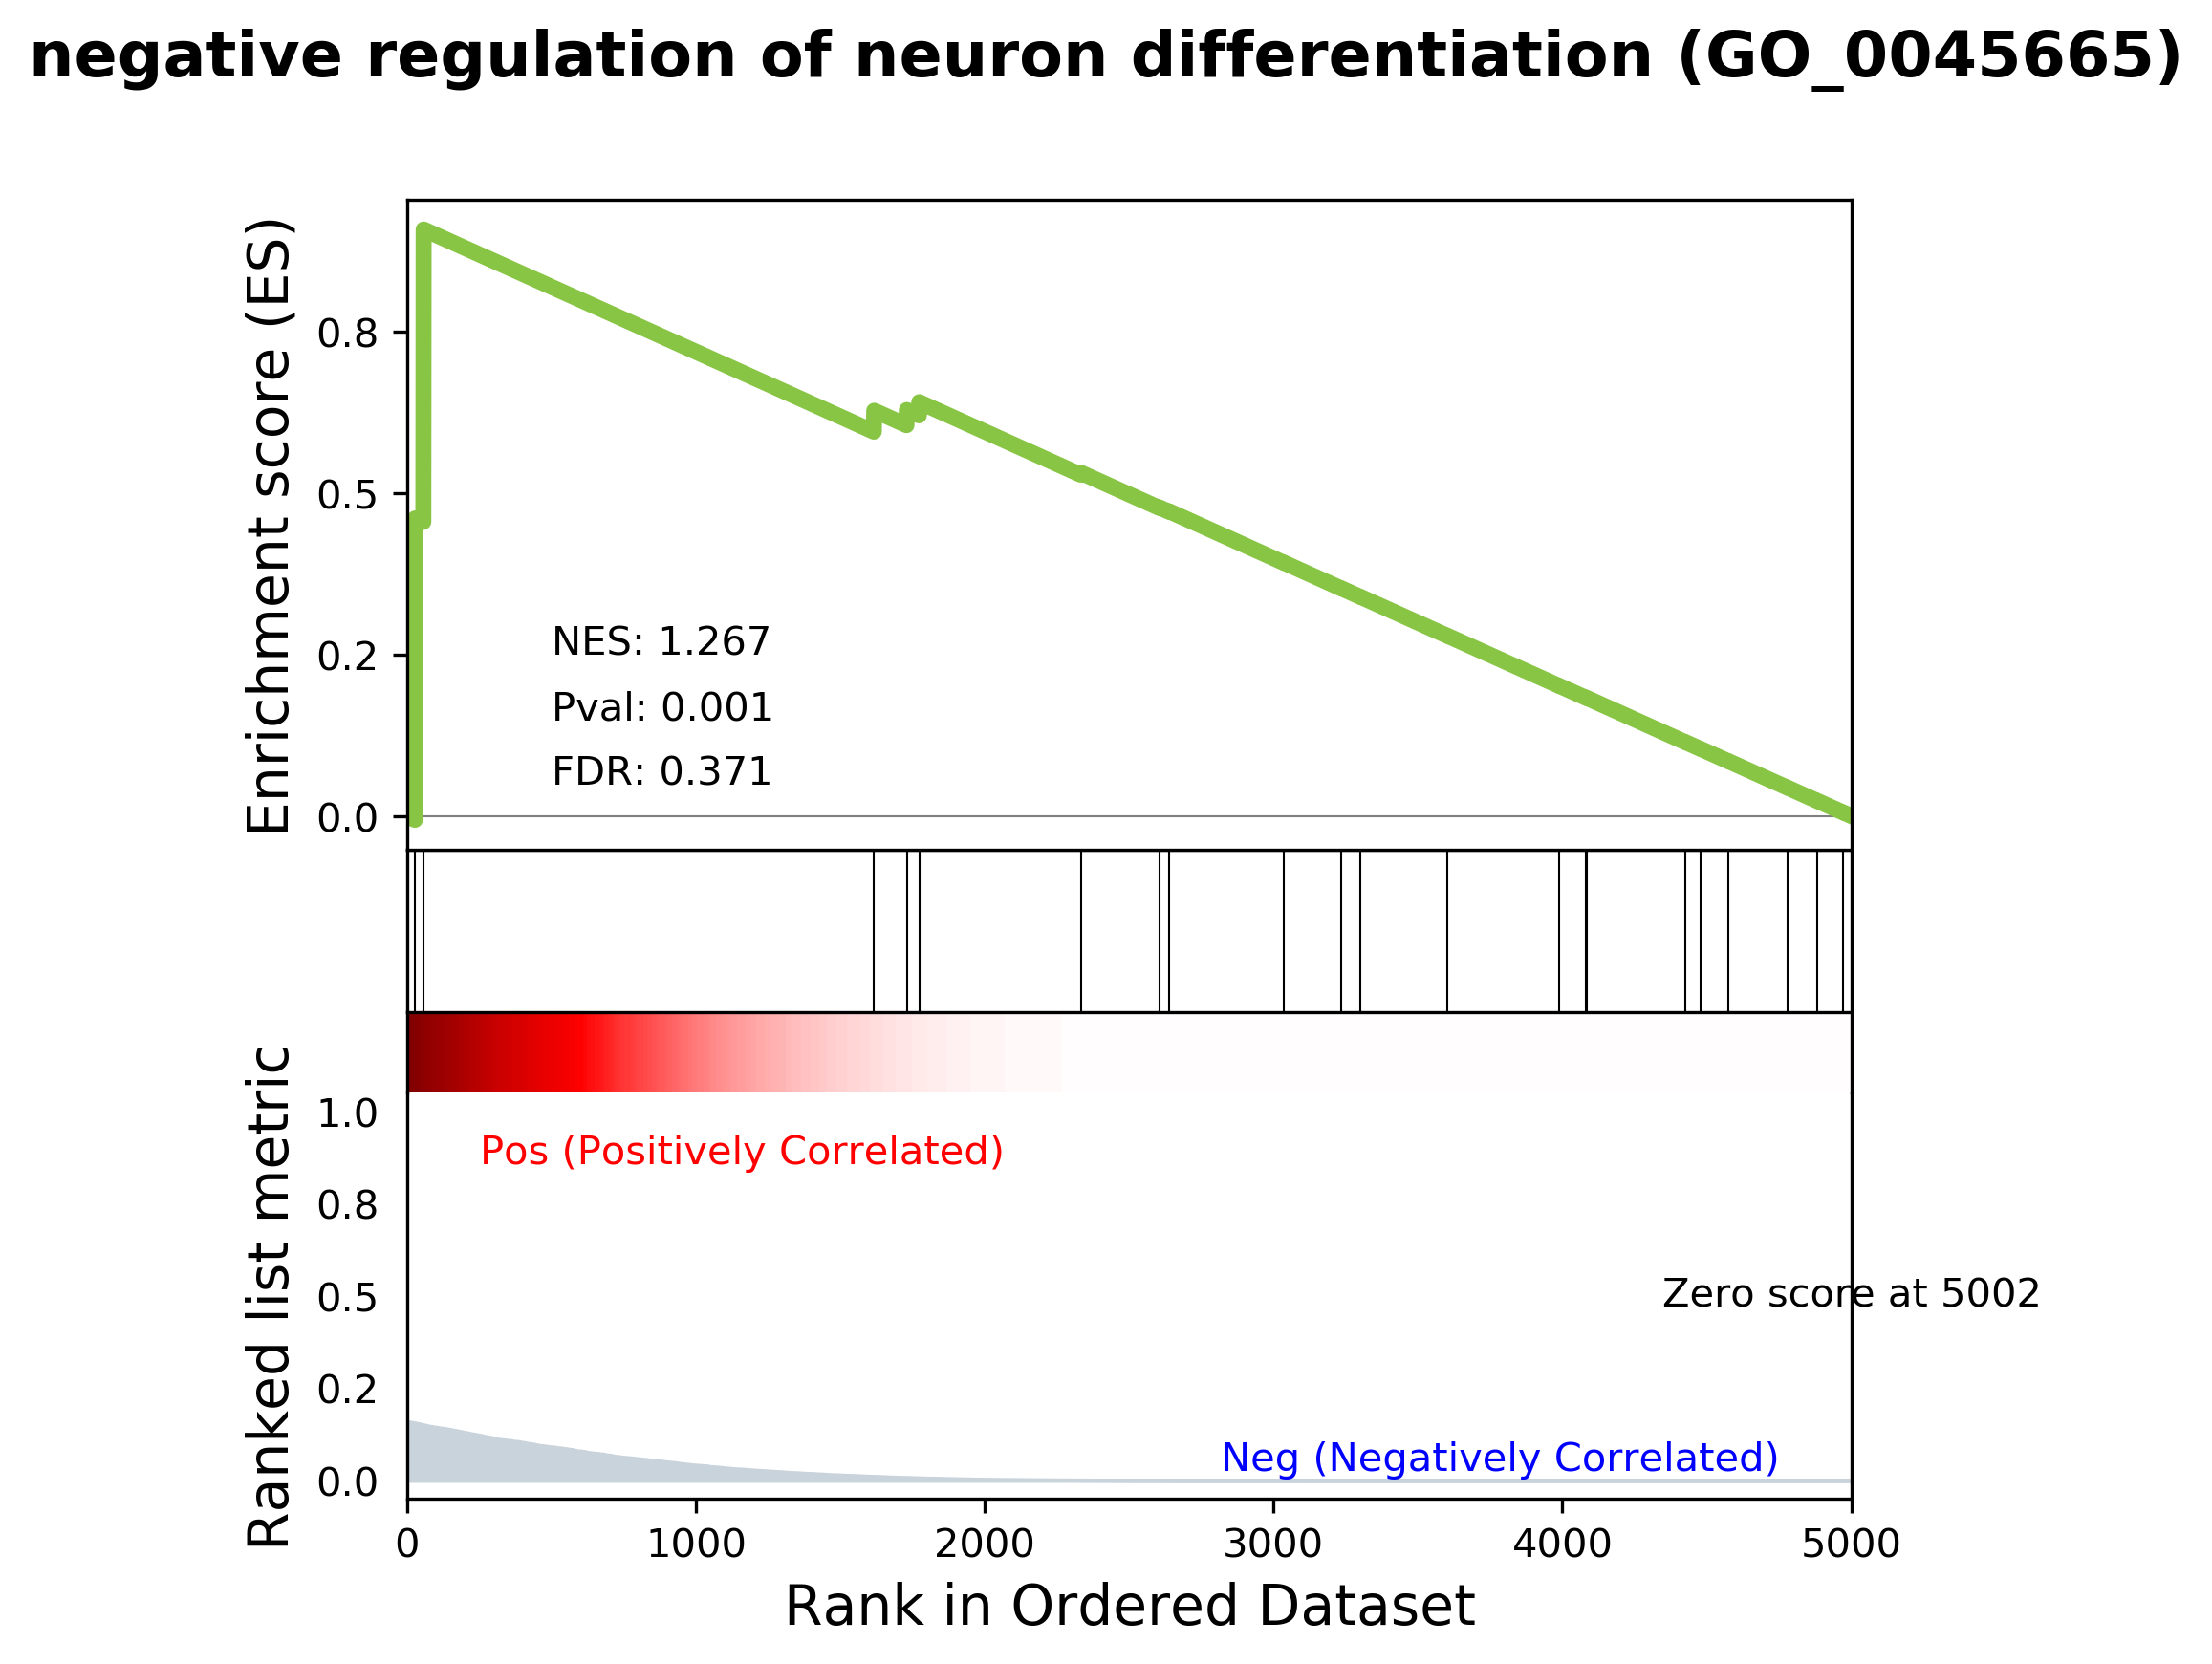 negative regulation of neuron differentiation (GO_0045665)
Enrichment score (ES)
0.8
0.5
0.2
0.0
NES: 1.267
Pval: 0.001
FDR: 0.371
Ranked list metric
1.0
0.8
0.5
0.2
0.0
Pos (Positively Correlated)
Zero score at 5002
Neg (Negatively Correlated)
0 1000 2000 3000 4000 5000
Rank in Ordered Dataset